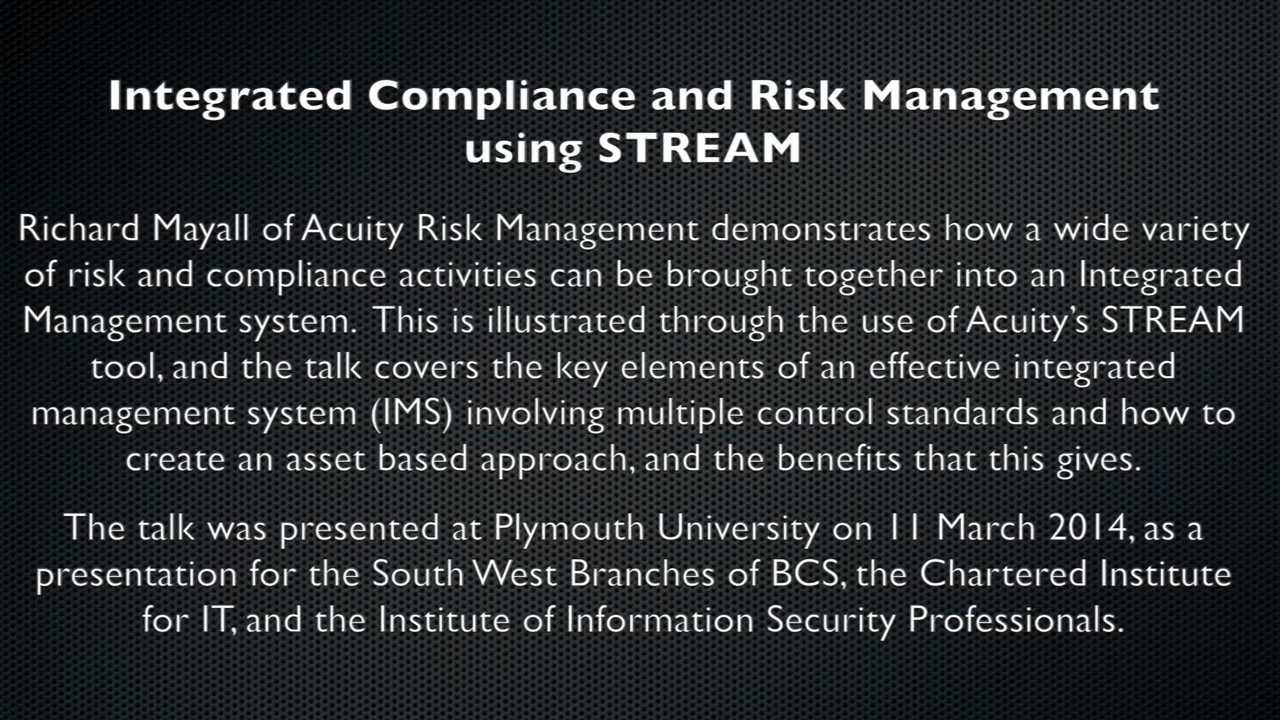 Integrated Compliance and Risk Management
using STREAM
Richard Mayall of Acuity Risk Management demonstrates how a wide variety
of risk and compliance activities can be brought together into an Integrated
Management system. This is illustrated through the use of Acuity’s STREAM
tool, and the talk covers the key elements of an effective integrated
management system (IMS) involving multiple control standards and how to
create an asset based approach, and the benefits that this gives.
The talk was presented at Plymouth University on 11 March 2014, as a
presentation for the South West Branches of BCS, the Chartered Institute
for IT, and the Institute of Information Security Professionals.